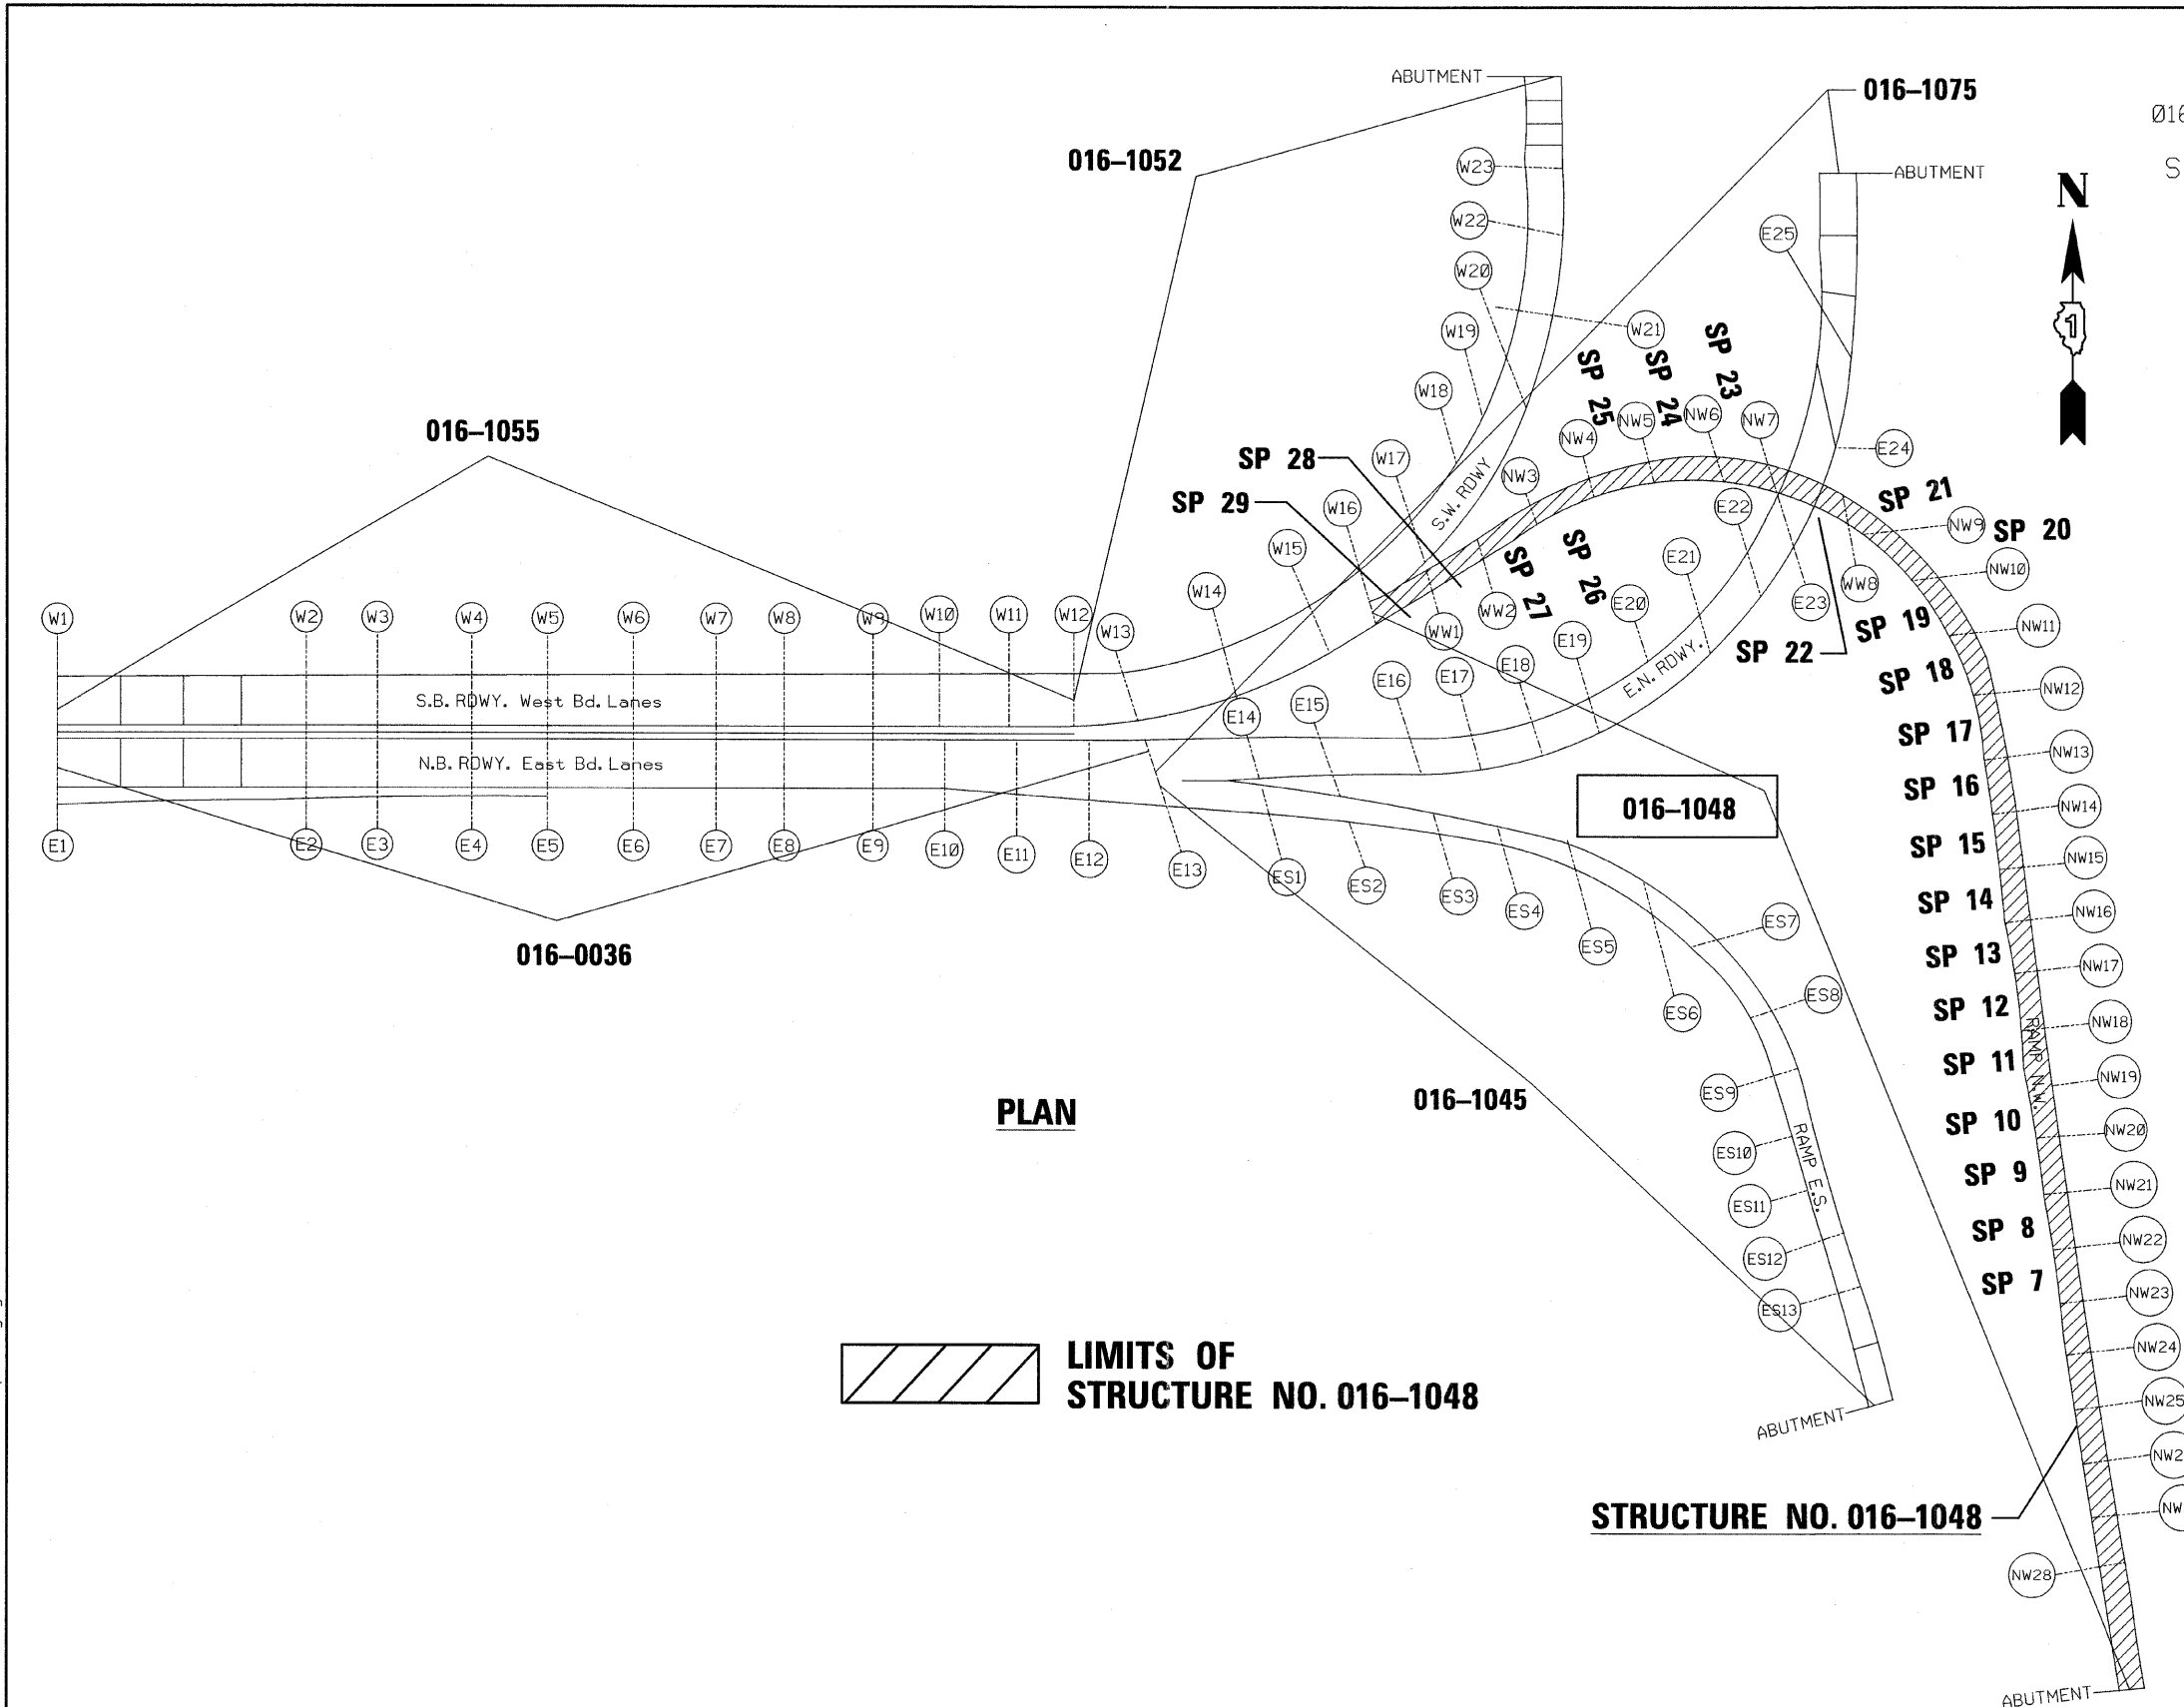 ABUTMENT
016–1075
Ø16
016–1052
ABUTMENT
S
N
W23
W22
E25
W20
1
W21
W19
SP 23
SP 25
SP 24
W18
NW6
NW5
NW7
NW4
016–1055
E24
SP 28
W17
NW3
S.W. RDWY
SP 29
W16
E22
SP 21
NW9
SP 20
W15
E21
SP 26
SP 27
NW10
W14
WW8
E23
E20
WW2
WW1
E19
SP 19
NW11
SP 22
W1
W2
W3
W4
W5
W6
W7
W8
W9
W10
W11
W12
W13
E18
E17
E16
E.N. RDWY.
SP 18
NW12
S.B. RDWY. West Bd. Lanes
E15
E14
SP 17
NW13
N.B. RDWY. East Bd. Lanes
SP 16
016–1048
NW14
E1
E2
E3
E4
E5
E6
E7
E8
E9
E10
E11
E12
E13
ES1
ES2
ES3
ES4
SP 15
NW15
SP 14
NW16
ES7
ES5
016–0036
SP 13
NW17
ES8
ES6
SP 12
NW18
RAMP N.W.
SP 11
NW19
ES9
016–1045
PLAN
SP 10
NW20
ES10
RAMP E.S.
SP 9
NW21
ES11
SP 8
NW22
ES12
SP 7
NW23
ES13
LIMITS OF
STRUCTURE NO. 016–1048
NW24
NW25
ABUTMENT
NW2
STRUCTURE NO. 016–1048
NW
NW28
ABUTMENT